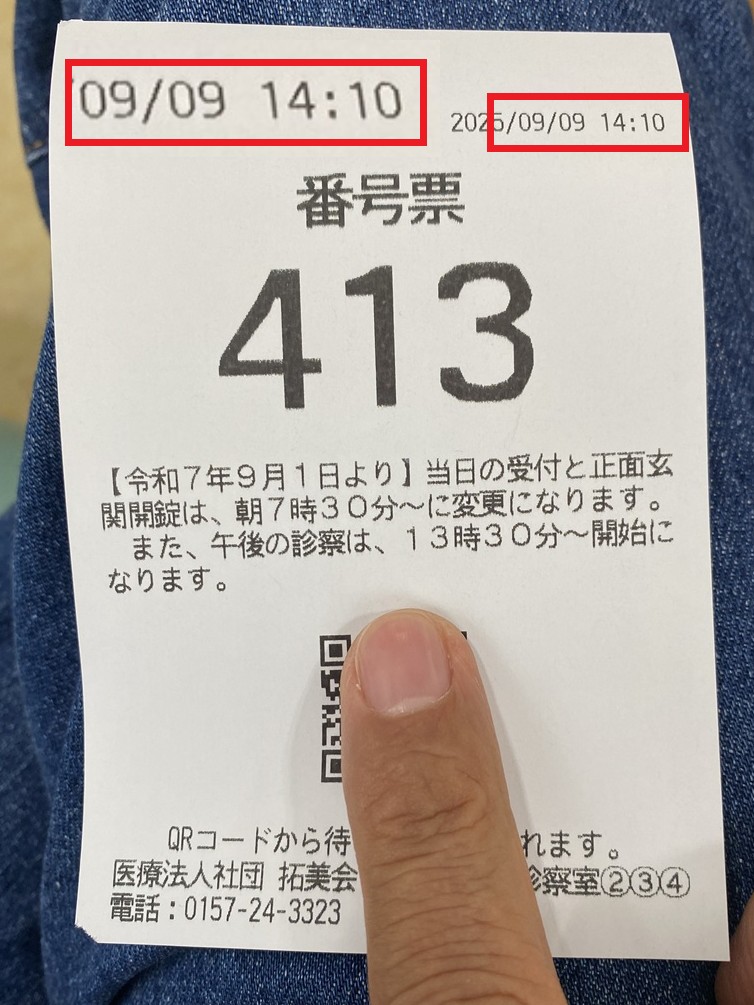 /09/09 14:10
2025/09/09 14:10
番号票
413
【令和7年9月1日より】当日の受付と正面玄
関開錠は、朝7時30分～に変更になります。
また、午後の診察は、13時30分～開始に
なります。
QRコードから待 れます。
医療法人社団 拓美会 診察室②③④
電話：0157-24-3323